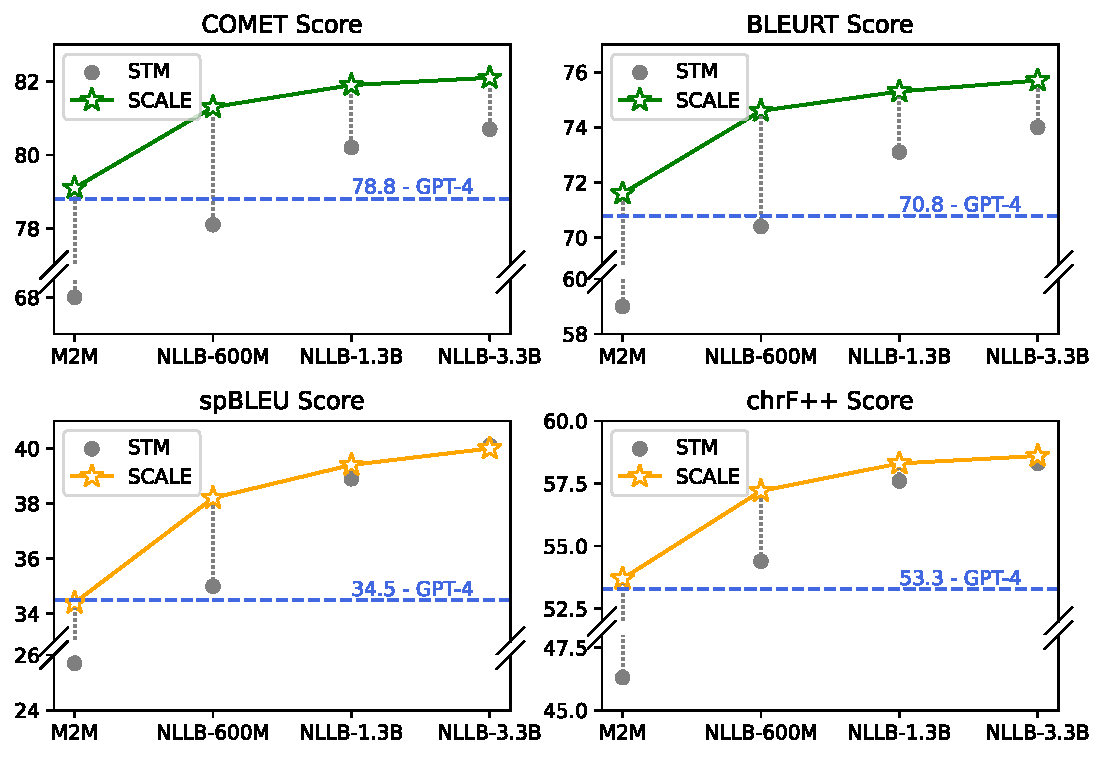 COMET Score
STM
SCALE
82
80
78
68
78.8 - GPT-4
M2M NLLB-600M NLLB-1.3B NLLB-3.3B
BLEURT Score
STM
SCALE
76
74
72
70
60
58
70.8 - GPT-4
M2M NLLB-600M NLLB-1.3B NLLB-3.3B
spBLEU Score
STM
SCALE
40
38
36
34
26
24
34.5 - GPT-4
M2M NLLB-600M NLLB-1.3B NLLB-3.3B
chrF++ Score
STM
SCALE
60.0
57.5
55.0
52.5
47.5
45.0
53.3 - GPT-4
M2M NLLB-600M NLLB-1.3B NLLB-3.3B